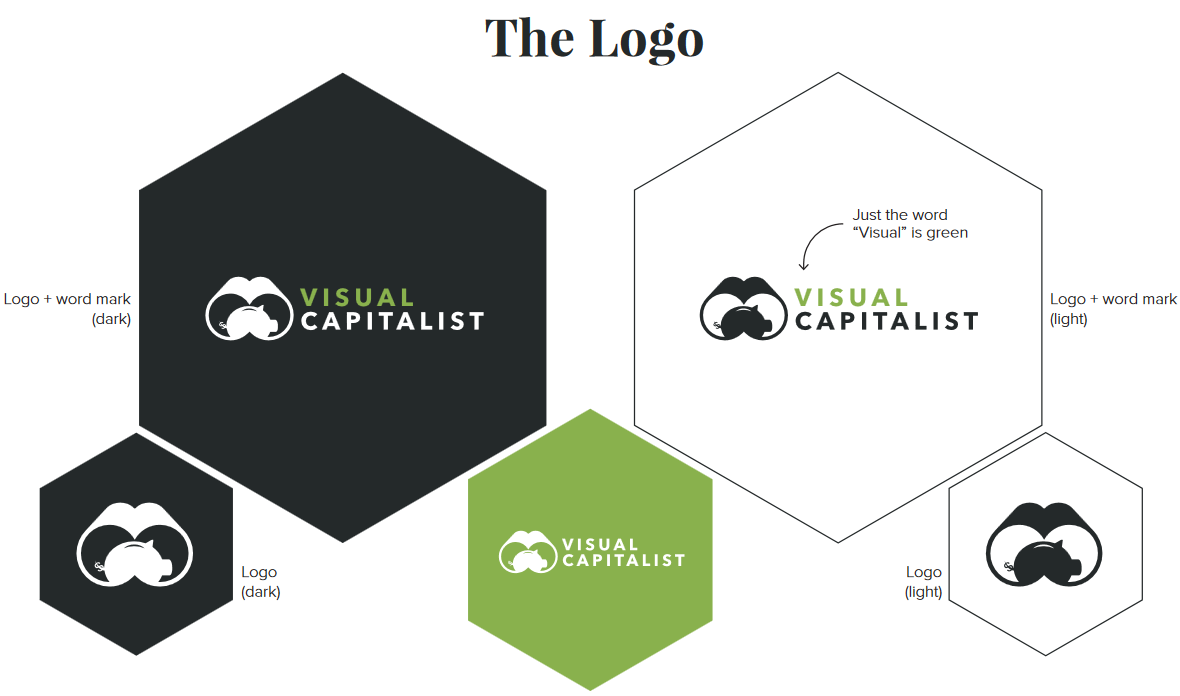 The Logo
Just the word
“Visual” is green
Logo + word mark
(dark)
VISUAL
CAPITALIST
VISUAL
CAPITALIST
Logo + word mark
(light)
VISUAL
CAPITALIST
Logo
(dark)
Logo
(light)